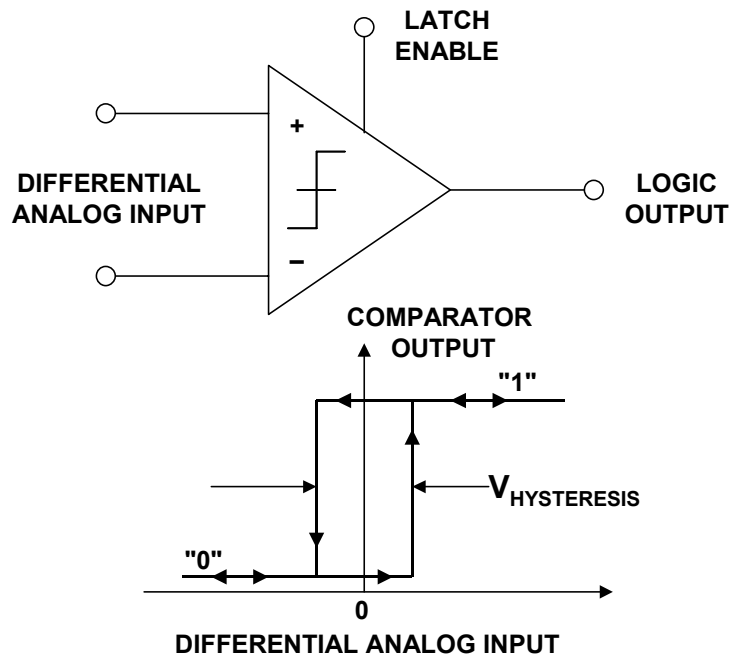 LATCH
ENABLE
+
DIFFERENTIAL
ANALOG INPUT
−
LOGIC
OUTPUT
COMPARATOR
OUTPUT
"1"
VHYSTERESIS
"0"
0
DIFFERENTIAL ANALOG INPUT